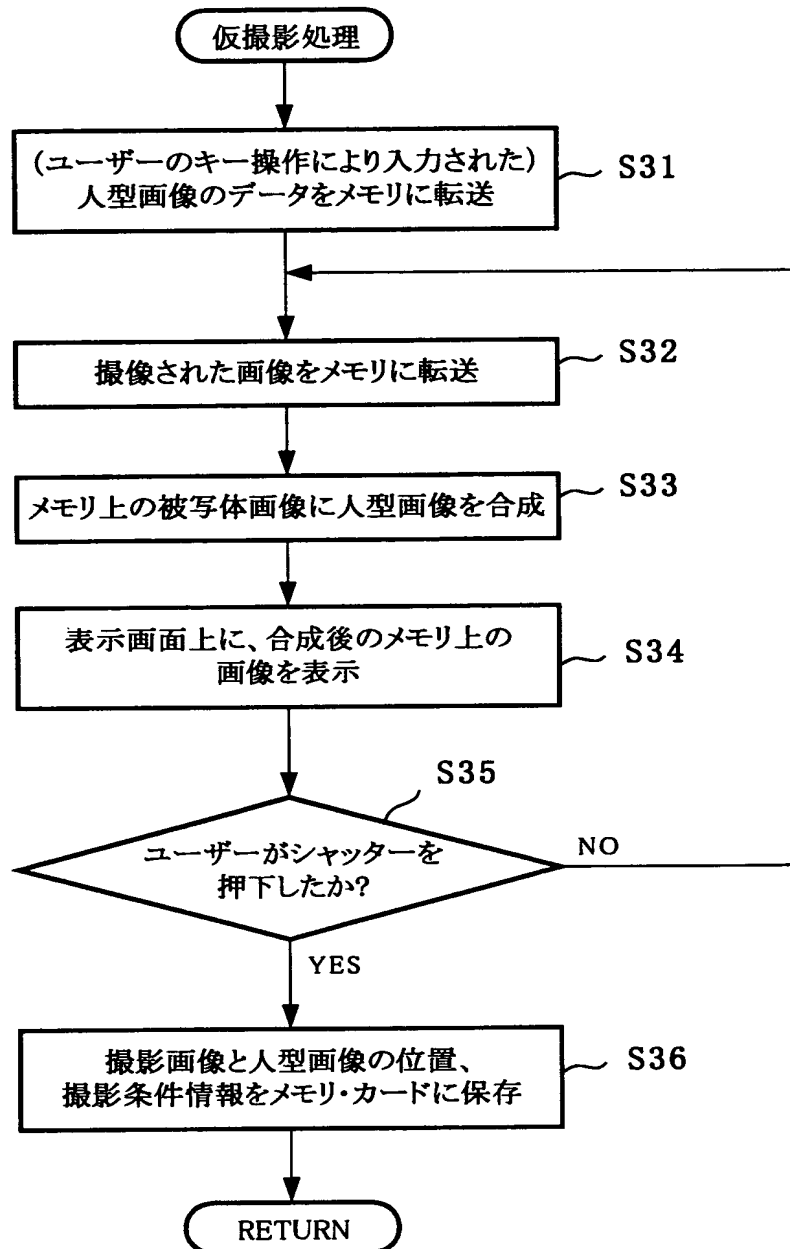 仮撮影処理
(ユーザーのキー操作により入力された)
人型画像のデータをメモリに転送
S31
撮像された画像をメモリに転送
S32
メモリ上の被写体画像に人型画像を合成
S33
表示画面上に、合成後のメモリ上の
画像を表示
S34
S35
ユーザーがシャッターを
押下したか?
NO
YES
撮影画像と人型画像の位置、
撮影条件情報をメモリ・カードに保存
S36
RETURN